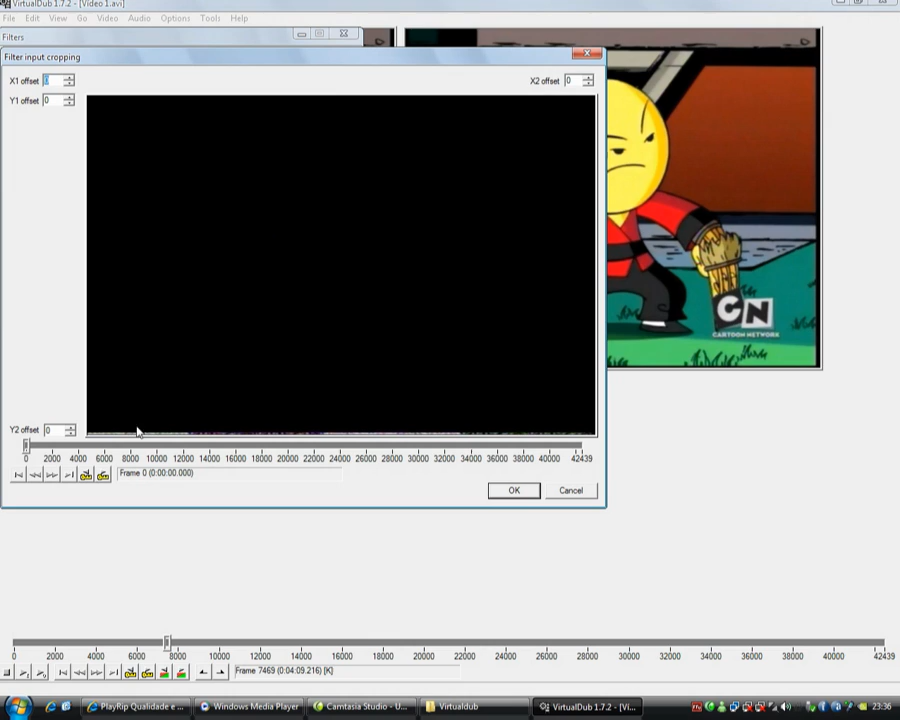 VirtualDub 1.7.2 - [Video 1.avi]
File Edit View Go Video Audio Options Tools Help
Filters
Filter input cropping
X1 offset 0
X2 offset 0
Y1 offset 0
CN
CARTOON NETWORK
Y2 offset 0
0 2000 4000 6000 8000 10000 12000 14000 16000 18000 20000 22000 24000 26000 28000 30000 32000 34000 36000 38000 40000 42439
Frame 0 (0:00:00.000)
OK Cancel
0 2000 4000 6000 8000 10000 12000 14000 16000 18000 20000 22000 24000 26000 28000 30000 32000 34000 36000 38000 40000 42439
Frame 7469 (0:04:09.216) [K]
PlayRip Qualidade e ... Windows Media Player Camtasia Studio - U... Virtualdub VirtualDub 1.7.2 - [Vi... 23:36